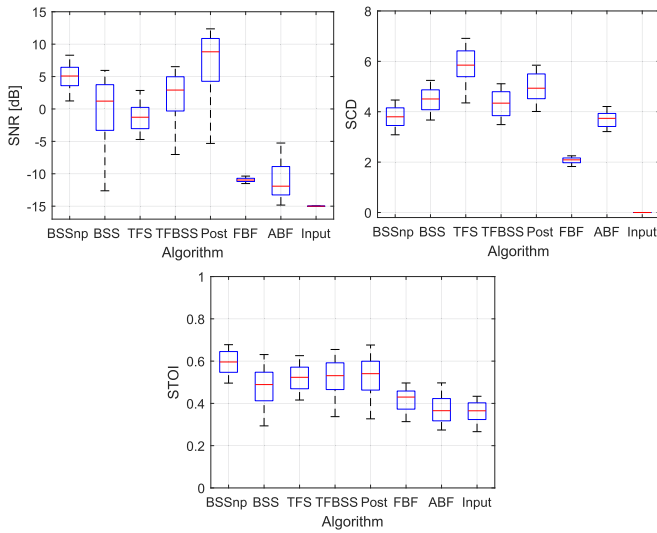 SNR [dB]
15
10
5
0
-5
-10
-15
BSSnp BSS TFS TFBSS Post FBF ABF Input
Algorithm
SCD
8
6
4
2
0
BSSnp BSS TFS TFBSS Post FBF ABF Input
Algorithm
STOI
1
0.8
0.6
0.4
0.2
0
BSSnp BSS TFS TFBSS Post FBF ABF Input
Algorithm